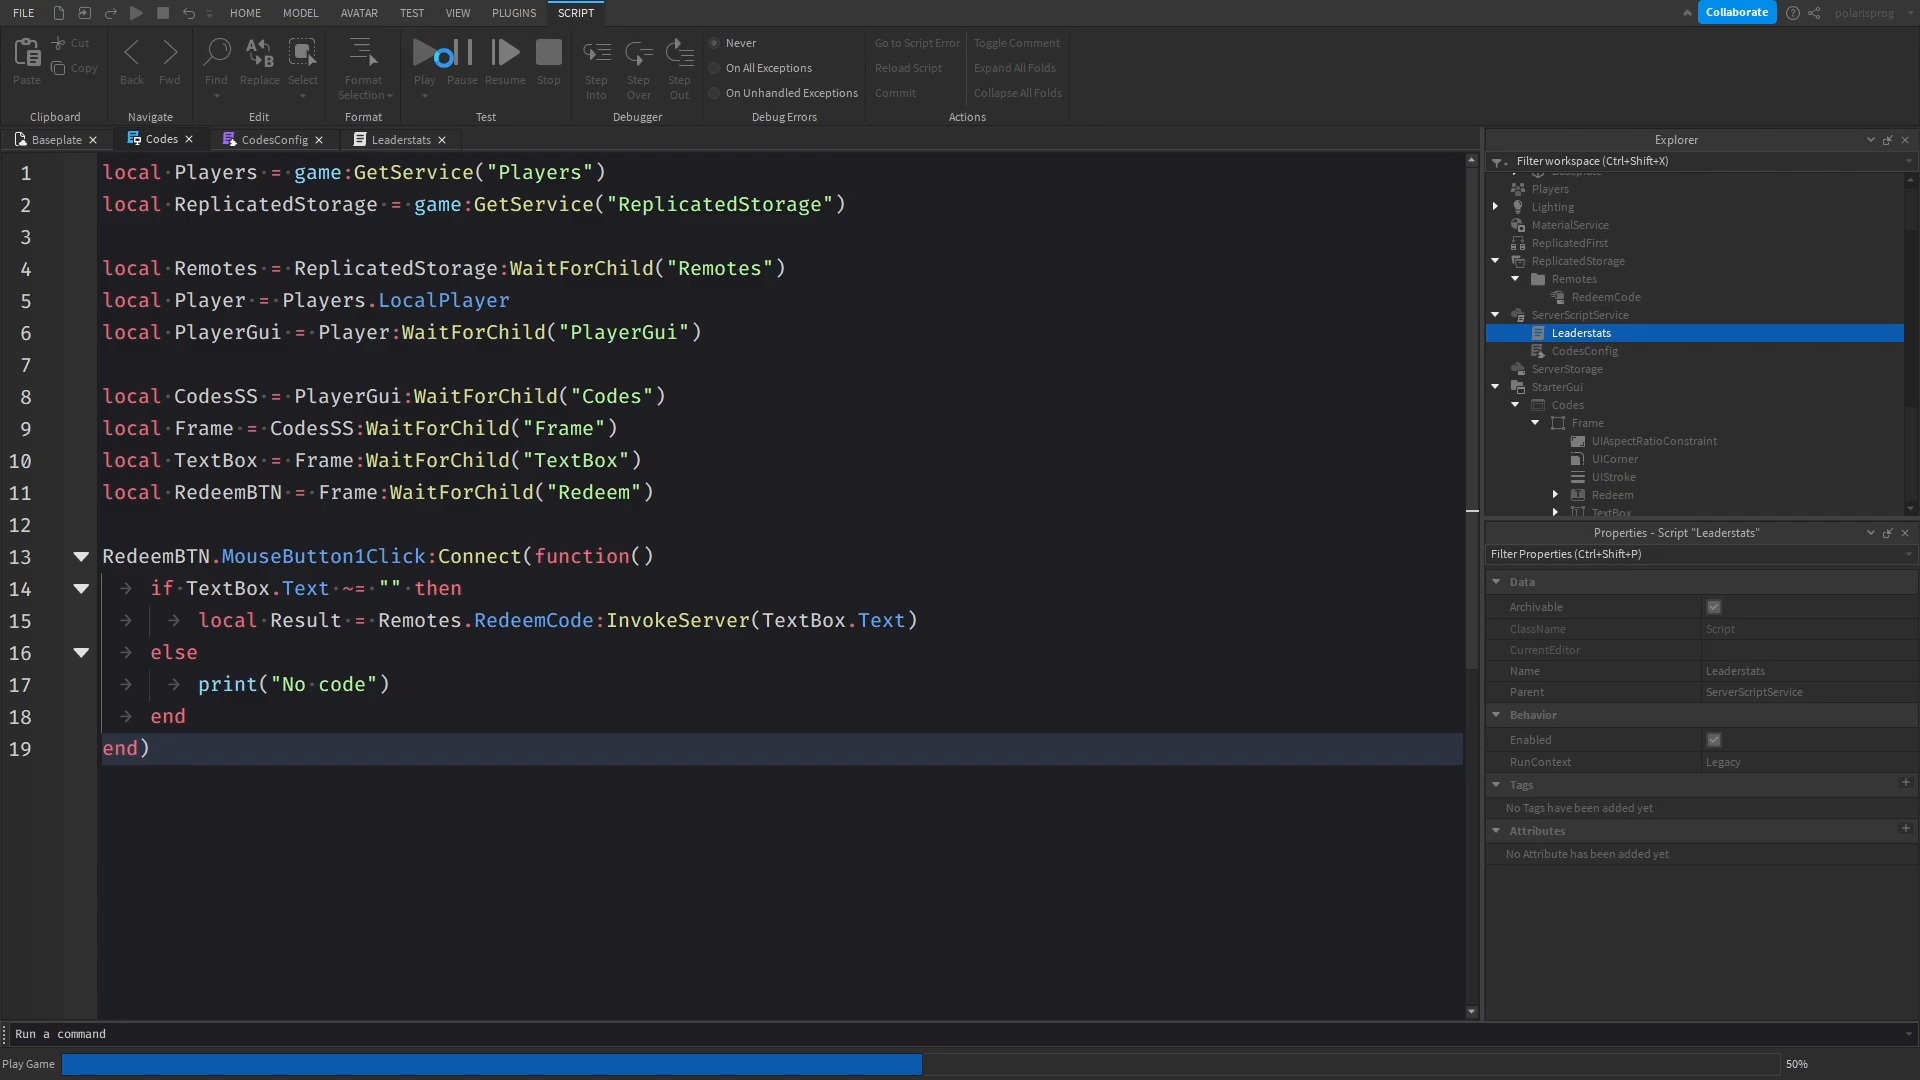 FILE HOME MODEL AVATAR TEST VIEW PLUGINS SCRIPT Collaborate polarisprog
Paste Cut Copy Back Fwd Find Replace Select Format Selection Play Pause Resume Stop Step Into Step Over Step Out
Never Go to Script Error Toggle Comment
On All Exceptions Reload Script Expand All Folds
On Unhandled Exceptions Commit Collapse All Folds
Clipboard Navigate Edit Format Test Debugger Debug Errors Actions
Baseplate Codes CodesConfig Leaderstats
1 local Players = game:GetService("Players")
2 local ReplicatedStorage = game:GetService("ReplicatedStorage")
3
4 local Remotes = ReplicatedStorage:WaitForChild("Remotes")
5 local Player = Players.LocalPlayer
6 local PlayerGui = Player:WaitForChild("PlayerGui")
7
8 local CodesSS = PlayerGui:WaitForChild("Codes")
9 local Frame = CodesSS:WaitForChild("Frame")
10 local TextBox = Frame:WaitForChild("TextBox")
11 local RedeemBTN = Frame:WaitForChild("Redeem")
12
13 RedeemBTN.MouseButton1Click:Connect(function()
14 if TextBox.Text ~= "" then
15 local Result = Remotes.RedeemCode:InvokeServer(TextBox.Text)
16 else
17 print("No code")
18 end
19 end)
Explorer
Filter workspace (Ctrl+Shift+X)
Baseplate
Players
Lighting
MaterialService
ReplicatedFirst
ReplicatedStorage
Remotes
RedeemCode
ServerScriptService
Leaderstats
CodesConfig
ServerStorage
StarterGui
Codes
Frame
UIAspectRatioConstraint
UICorner
UIStroke
Redeem
TextBox
Properties - Script "Leaderstats"
Filter Properties (Ctrl+Shift+P)
Data
Archivable
ClassName Script
CurrentEditor
Name Leaderstats
Parent ServerScriptService
Behavior
Enabled
RunContext Legacy
Tags
No Tags have been added yet
Attributes
No Attribute has been added yet
Run a command
Play Game 50%